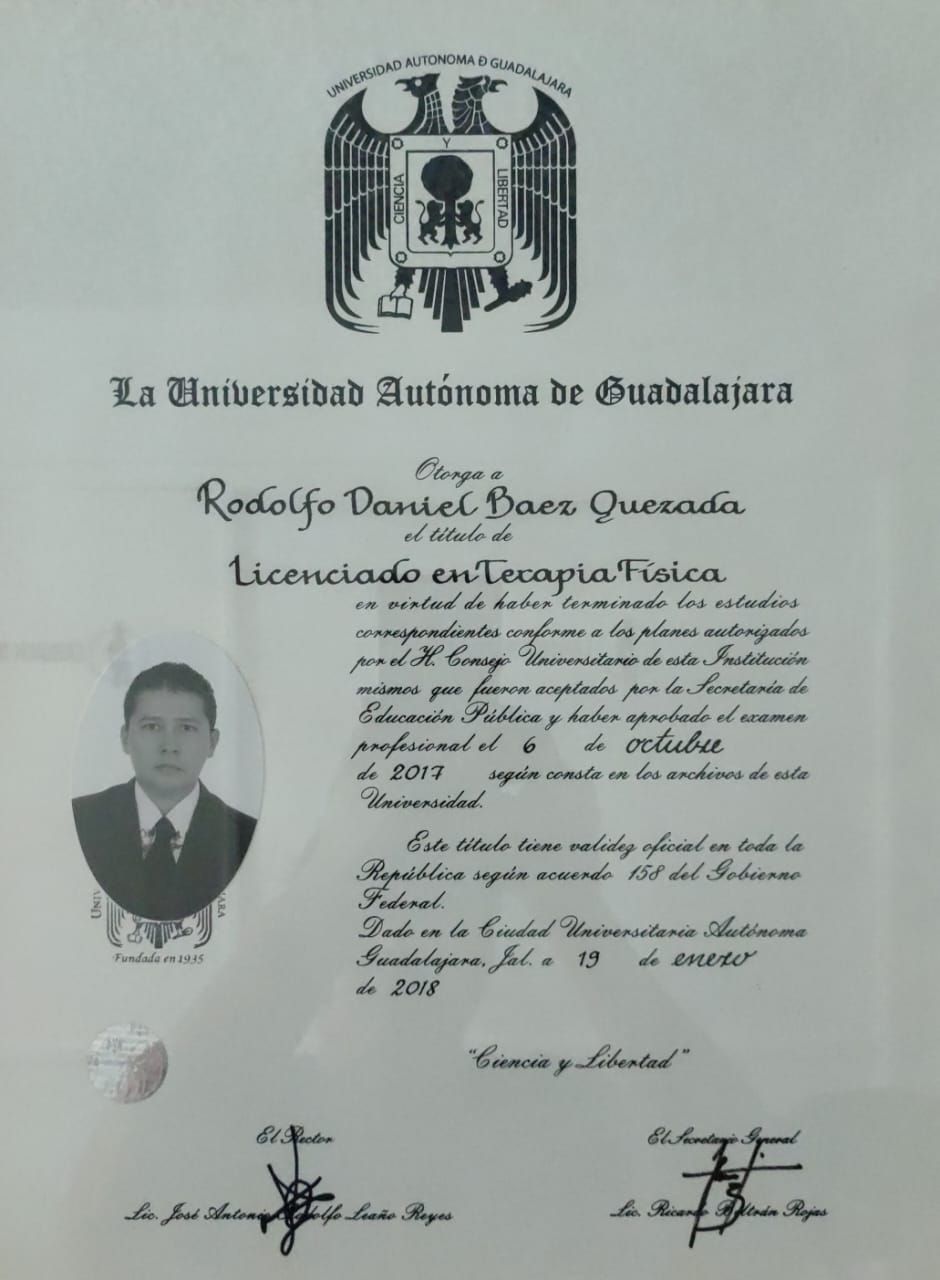 UNIVERSIDAD AUTONOMA Đ GUADALAJARA
Y
CIENCIA
LIBERTAD
La Universidad Autónoma de Guadalajara
Otorga a
Rodolfo Daniel Baez Quezada
el título de
Licenciado en Terapia Física
en virtud de haber terminado los estudios
correspondientes conforme a los planes autorizados
por el H. Consejo Universitario de esta Institución
mismos que fueron aceptados por la Secretaría de
Educación Pública y haber aprobado el examen
profesional el 6 de octubre
de 2017 según consta en los archivos de esta
Universidad.
Este título tiene validez oficial en toda la
República según acuerdo 158 del Gobierno
Federal.
Dado en la Ciudad Universitaria Autónoma
Guadalajara, Jal. a 19 de enero
de 2018
Fundada en 1935
"Ciencia y Libertad"
El Rector
El Secretario General
Lic. José Antonio Rodolfo Leaño Reyes
Lic. Ricardo Beltrán Rojas